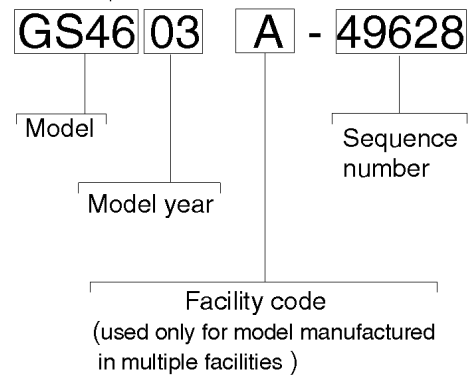 GS46 03 A - 49628
Model
Sequence
number
Model year
Facility code
(used only for model manufactured
in multiple facilities )